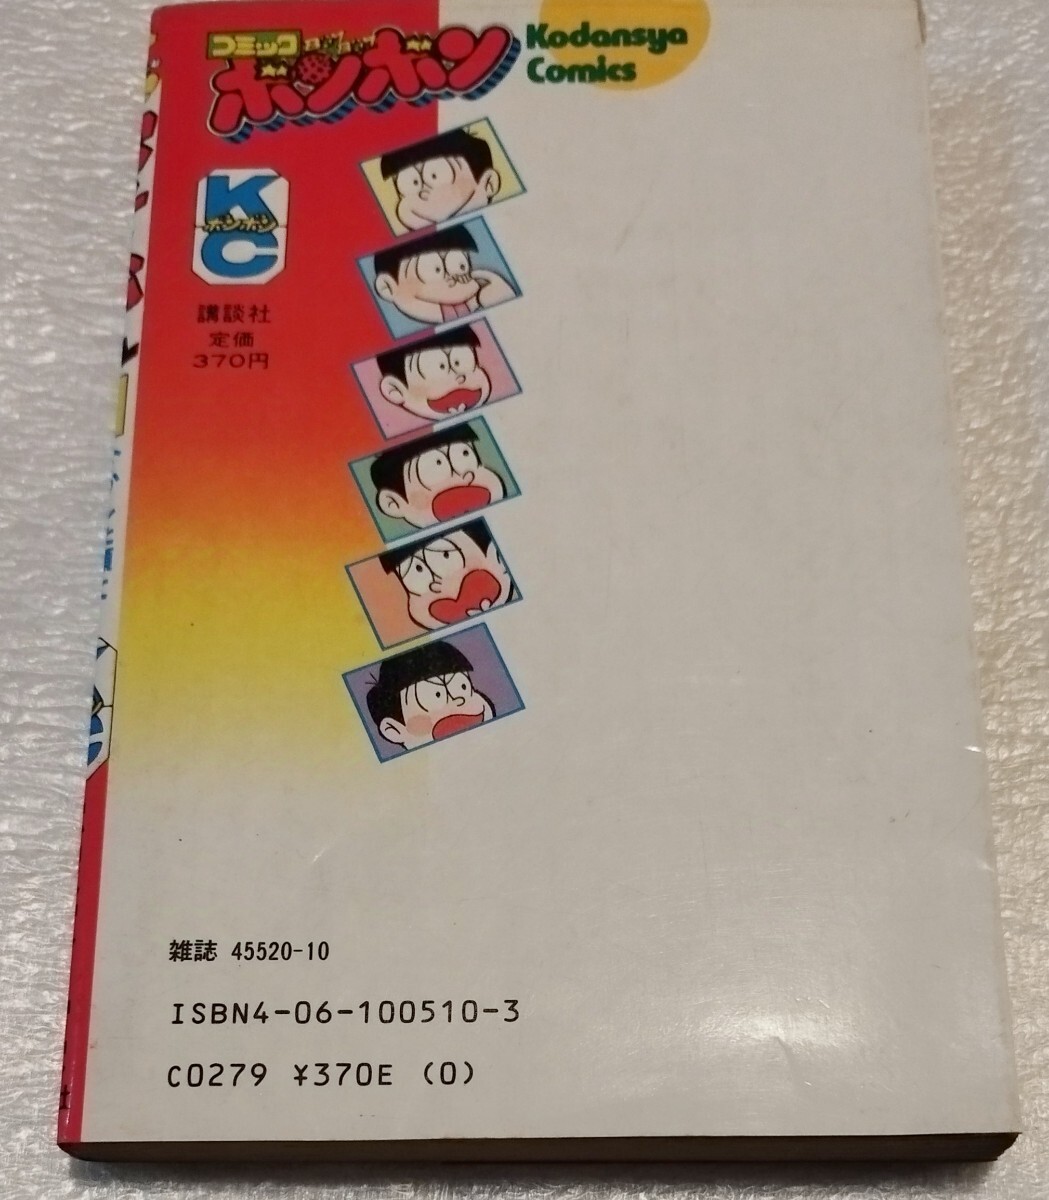 コミック
ボンボン
Kodansya
Comics
K
ボンボン
C
講談社
定価
370円
雑誌 45520-10
ISBN4-06-100510-3
C0279 ¥370E (0)